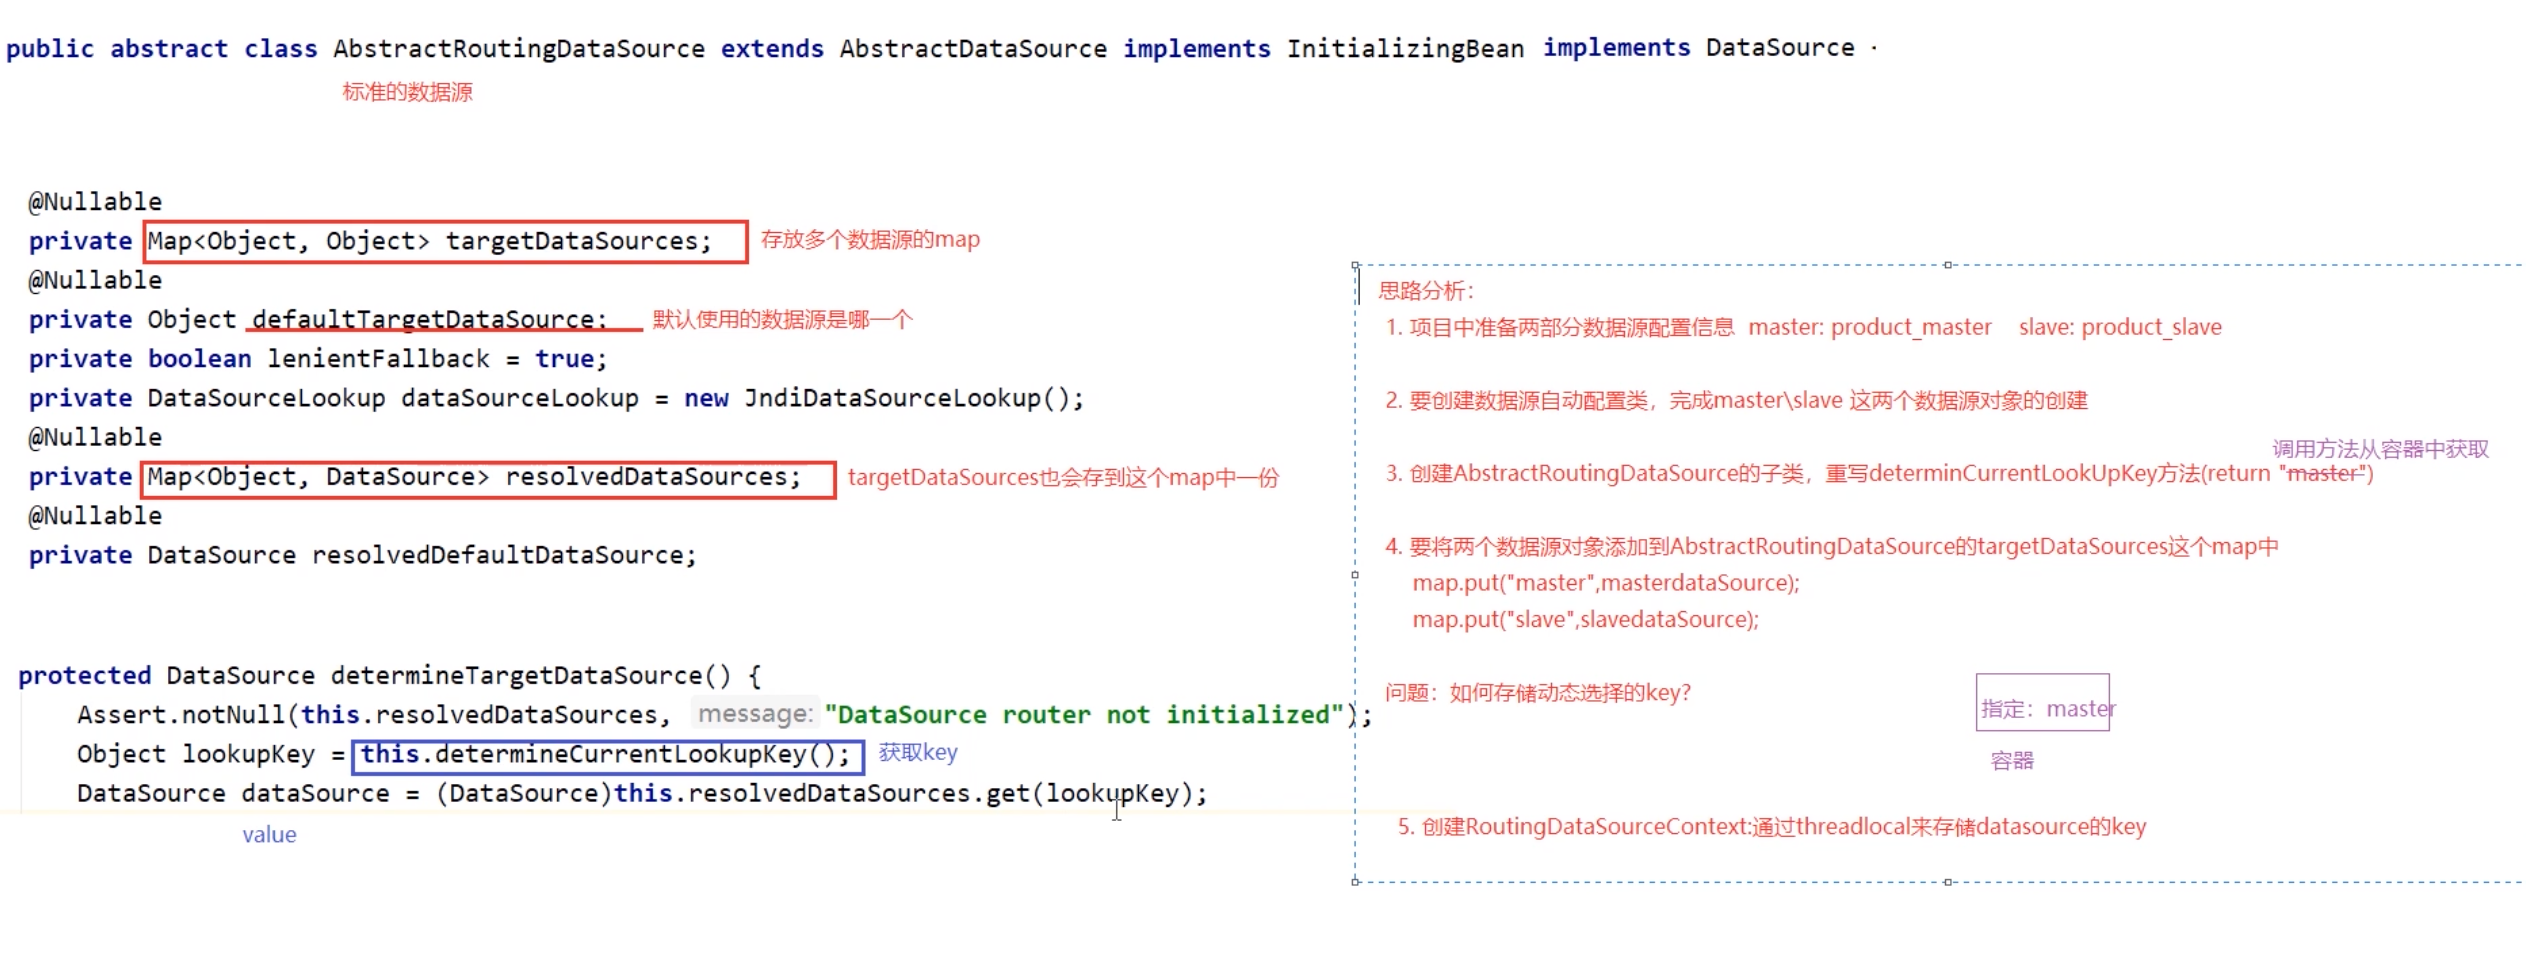 public abstract class AbstractRoutingDataSource extends AbstractDataSource implements InitializingBean implements DataSource ·
标准的数据源
@Nullable
private Map<Object, Object> targetDataSources; 存放多个数据源的map
@Nullable
private Object defaultTargetDataSource; 默认使用的数据源是哪一个
private boolean lenientFallback = true;
private DataSourceLookup dataSourceLookup = new JndiDataSourceLookup();
@Nullable
private Map<Object, DataSource> resolvedDataSources; targetDataSources也会存到这个map中一份
@Nullable
private DataSource resolvedDefaultDataSource;
protected DataSource determineTargetDataSource() {
Assert.notNull(this.resolvedDataSources, message: "DataSource router not initialized");
Object lookupKey = this.determineCurrentLookupKey(); 获取key
DataSource dataSource = (DataSource)this.resolvedDataSources.get(lookupKey);
value
思路分析：
1. 项目中准备两部分数据源配置信息 master: product_master slave: product_slave
2. 要创建数据源自动配置类，完成master\slave 这两个数据源对象的创建
调用方法从容器中获取
3. 创建AbstractRoutingDataSource的子类，重写determinCurrentLookUpKey方法(return "master")
4. 要将两个数据源对象添加到AbstractRoutingDataSource的targetDataSources这个map中
map.put("master",masterdataSource);
map.put("slave",slavedataSource);
问题：如何存储动态选择的key?
指定：master
容器
5. 创建RoutingDataSourceContext:通过threadlocal来存储datasource的key